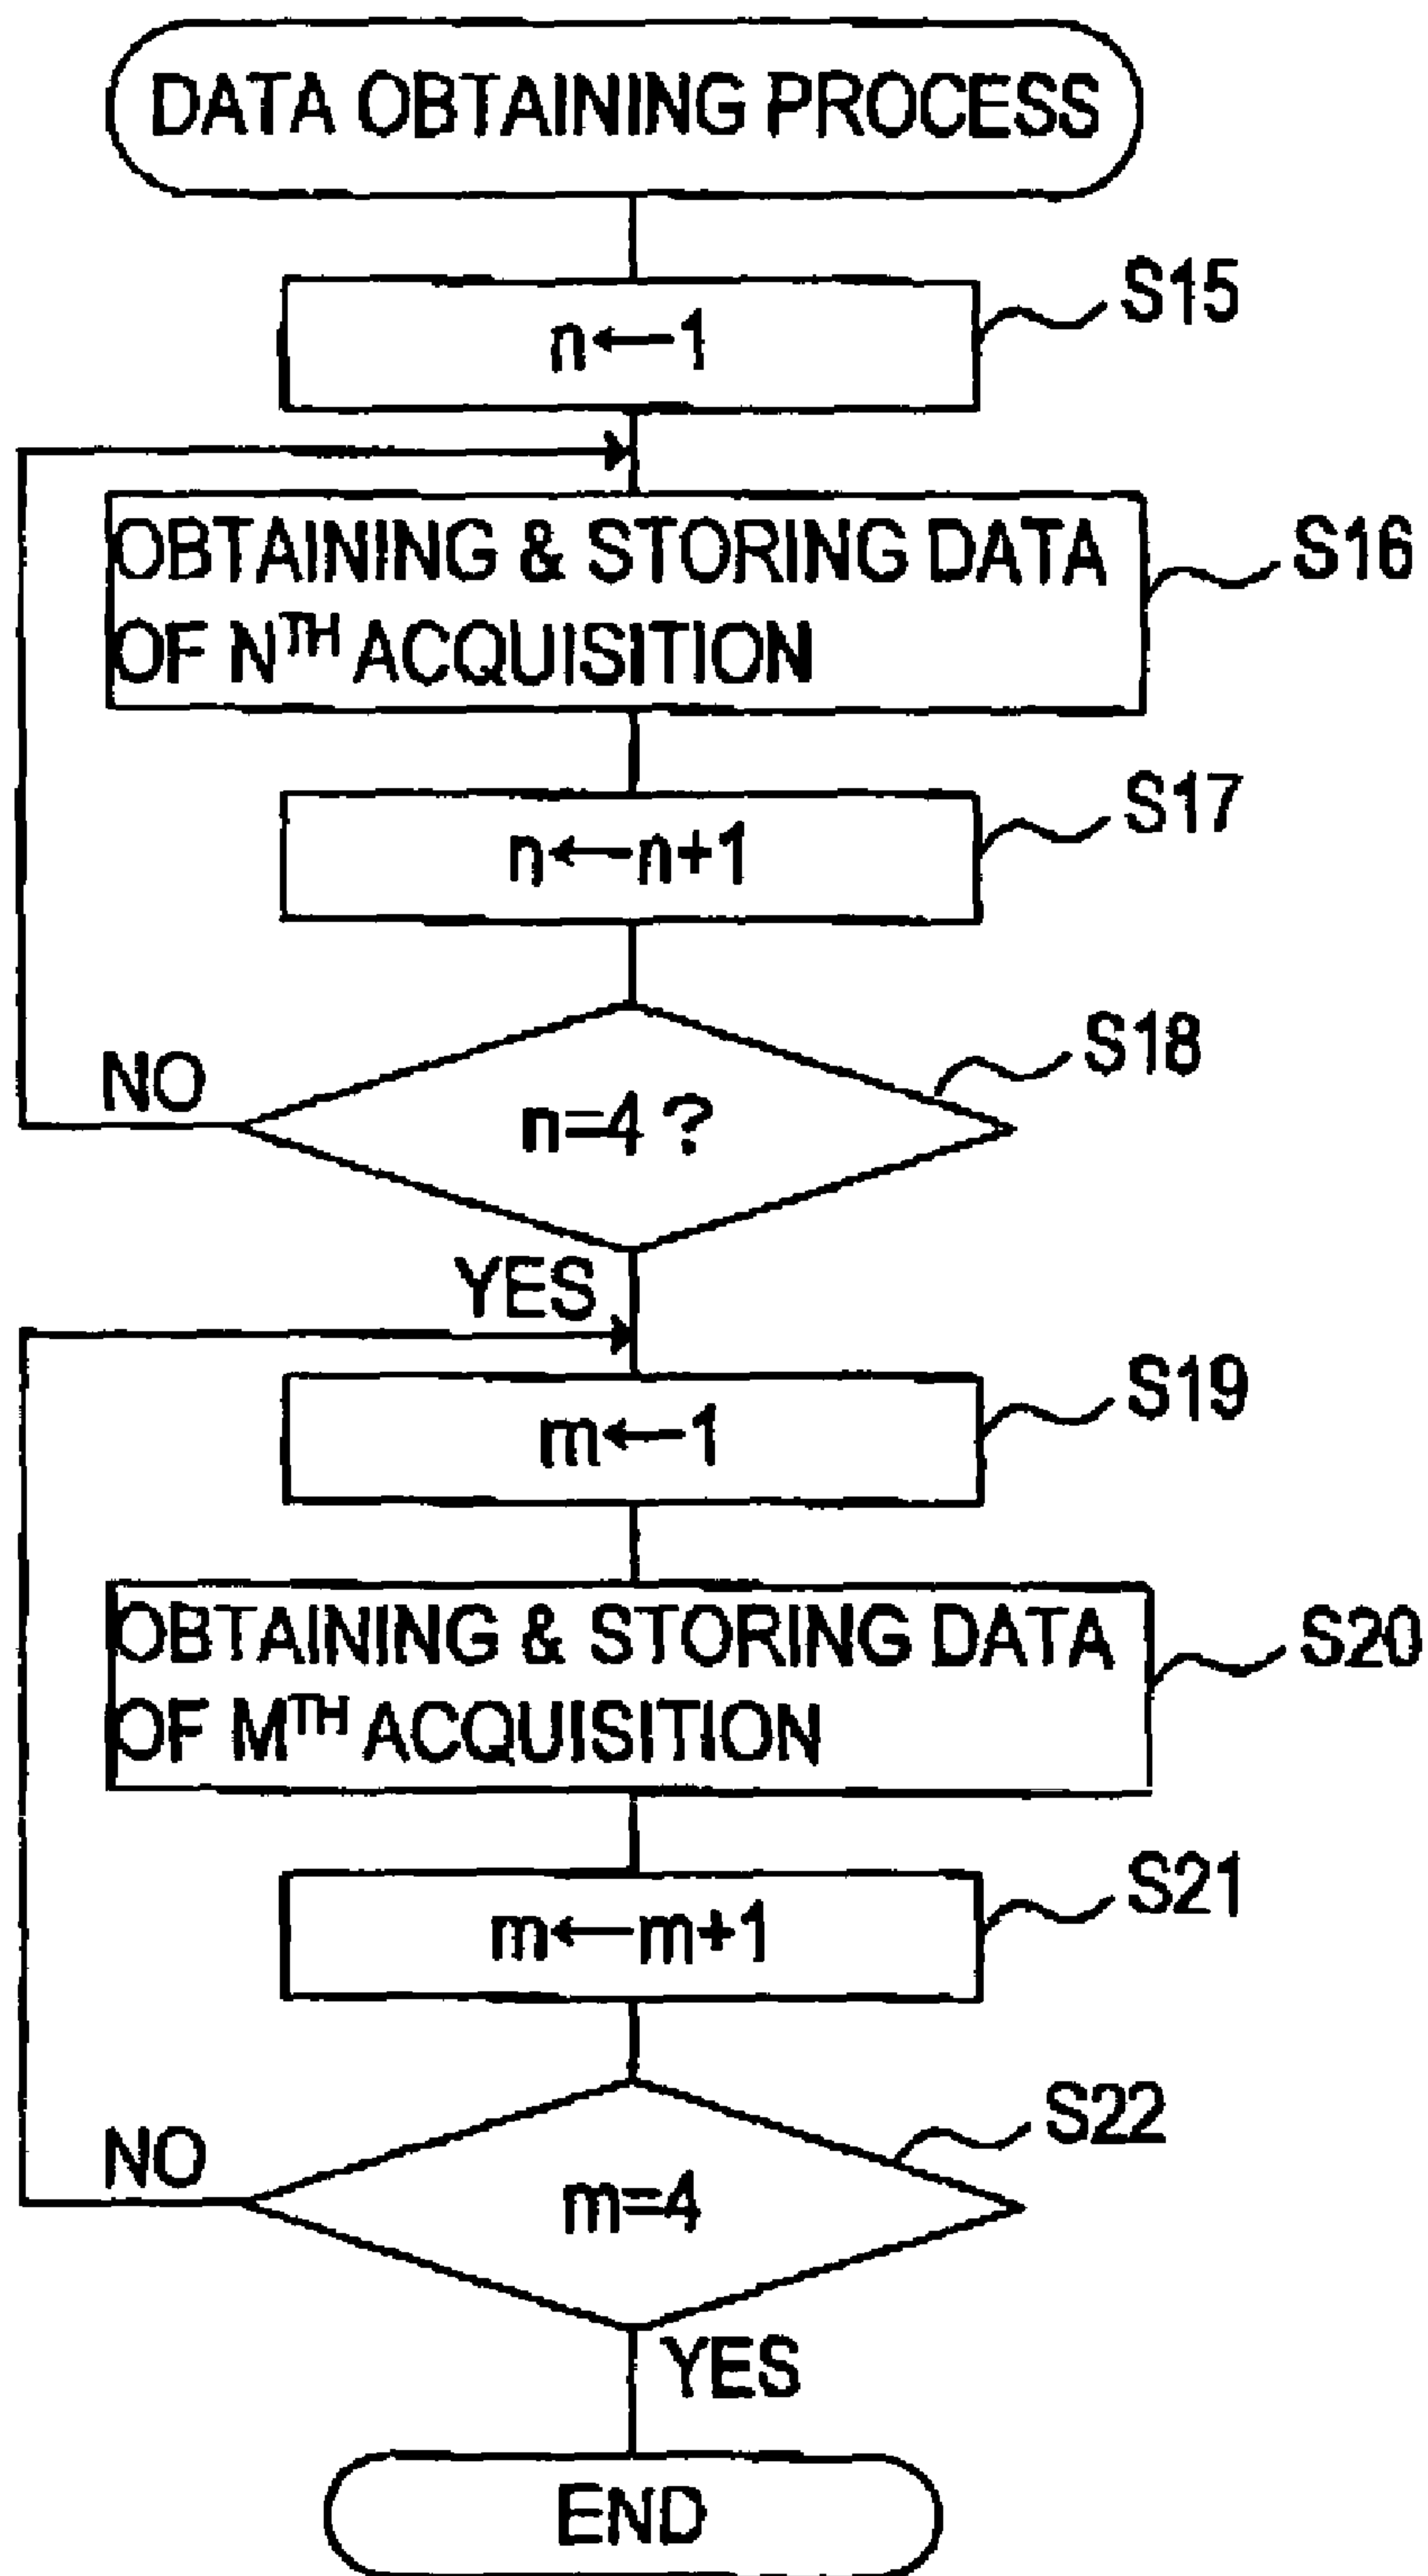 DATA OBTAINING PROCESS
n←1
S15
OBTAINING & STORING DATA
OF NTH ACQUISITION
S16
n←n+1
S17
n=4 ?
S18
NO
YES
m←1
S19
OBTAINING & STORING DATA
OF MTH ACQUISITION
S20
m←m+1
S21
m=4
S22
NO
YES
END